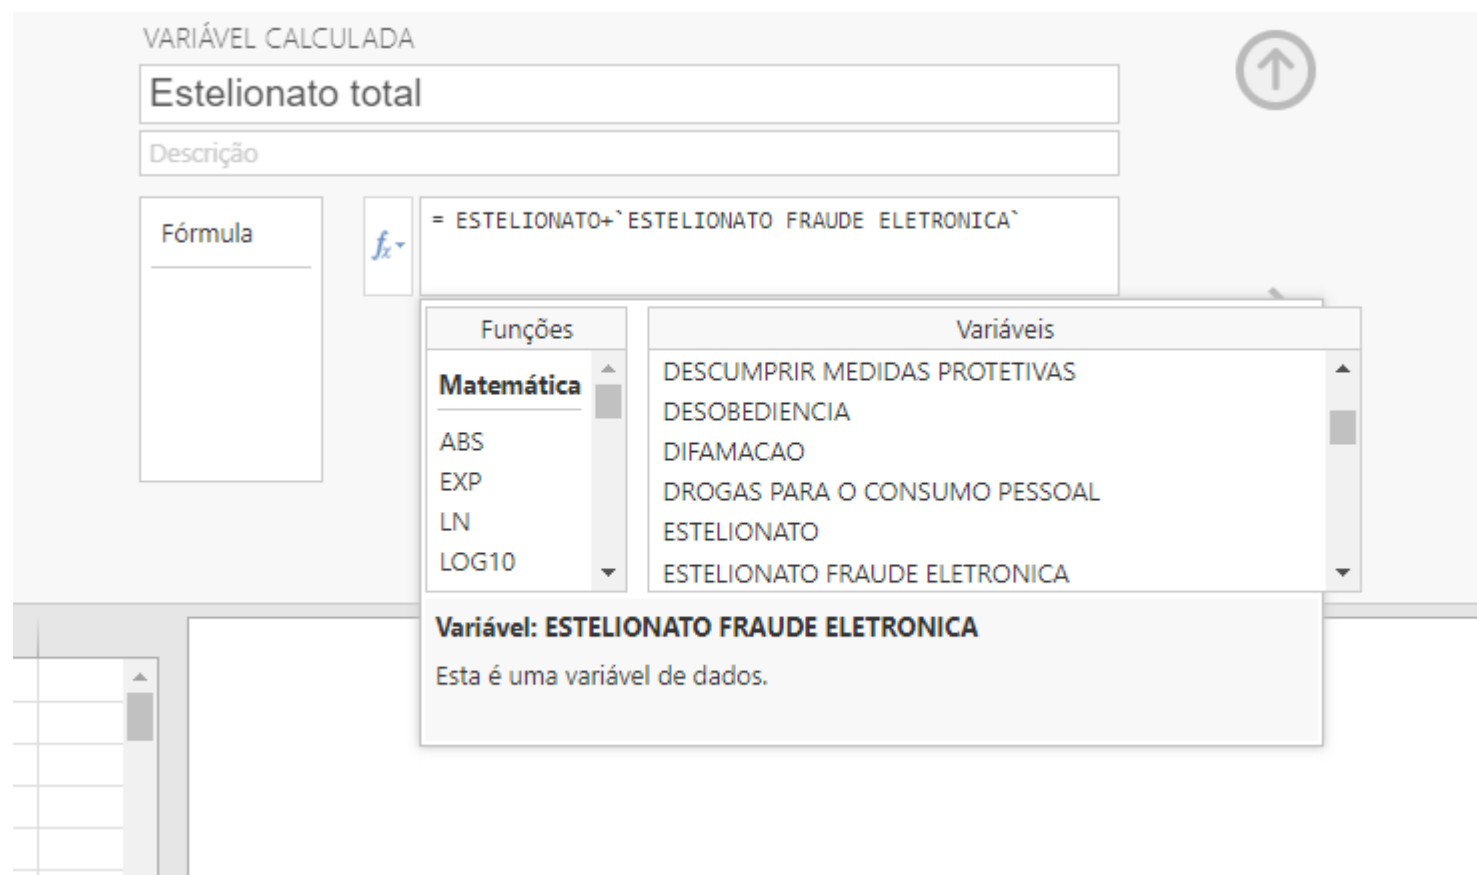 VARIÁVEL CALCULADA
Estelionato total
Descrição
Fórmula
fx
= ESTELIONATO+`ESTELIONATO FRAUDE ELETRONICA`
Funções
Matemática
ABS
EXP
LN
LOG10
Variáveis
DESCUMPRIR MEDIDAS PROTETIVAS
DESOBEDIENCIA
DIFAMACAO
DROGAS PARA O CONSUMO PESSOAL
ESTELIONATO
ESTELIONATO FRAUDE ELETRONICA
Variável: ESTELIONATO FRAUDE ELETRONICA
Esta é uma variável de dados.